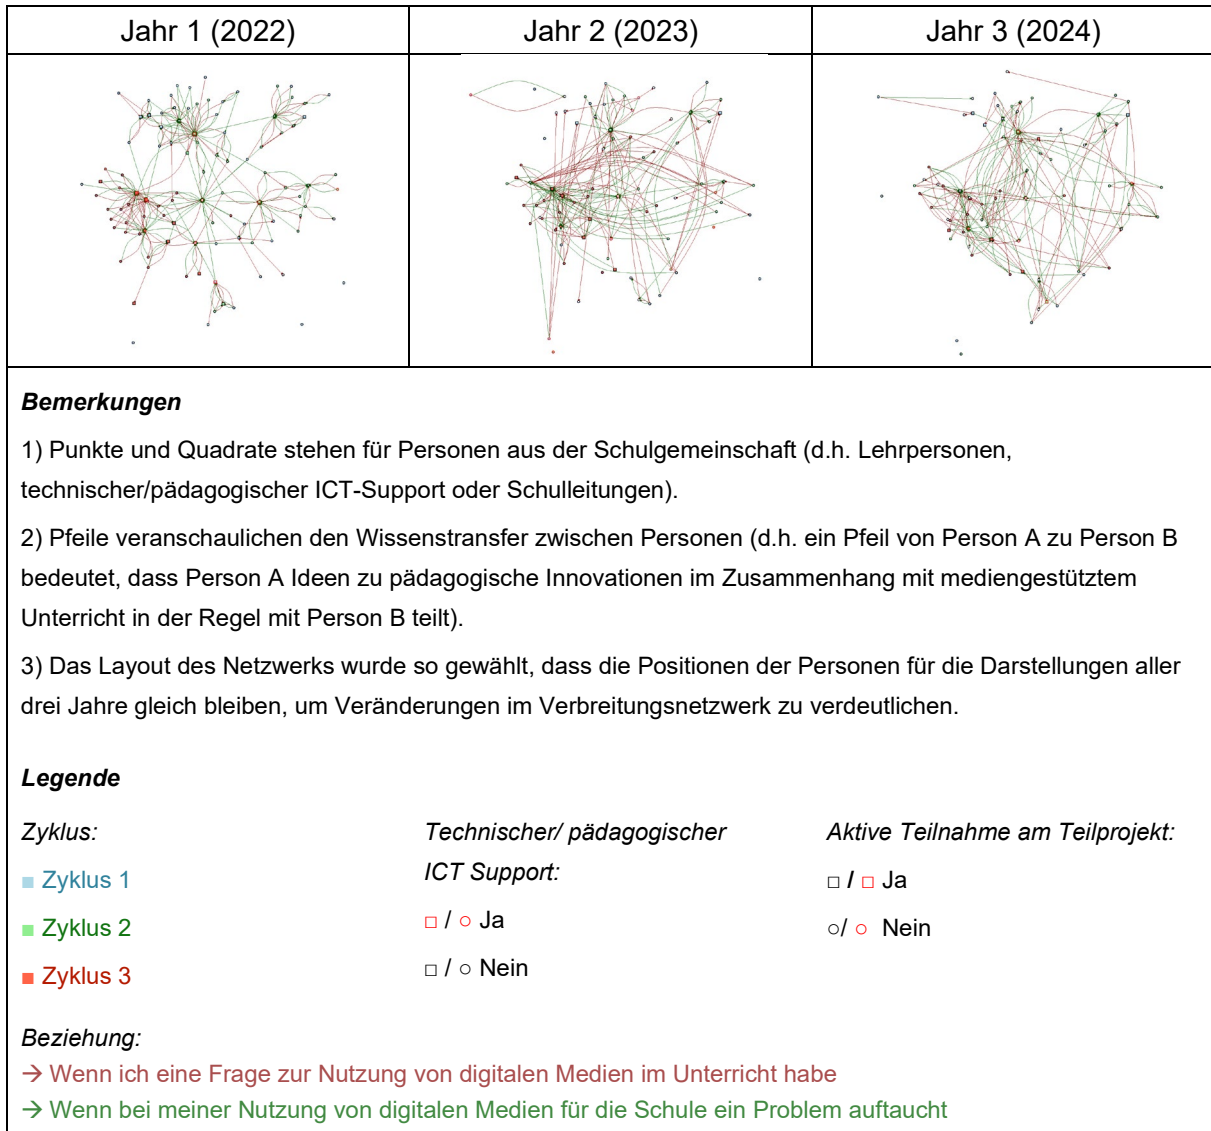 Jahr 1 (2022)
Jahr 2 (2023)
Jahr 3 (2024)
Bemerkungen
1) Punkte und Quadrate stehen für Personen aus der Schulgemeinschaft (d.h. Lehrpersonen,
technischer/pädagogischer ICT-Support oder Schulleitungen).
2) Pfeile veranschaulichen den Wissenstransfer zwischen Personen (d.h. ein Pfeil von Person A zu Person B
bedeutet, dass Person A Ideen zu pädagogische Innovationen im Zusammenhang mit mediengestütztem
Unterricht in der Regel mit Person B teilt).
3) Das Layout des Netzwerks wurde so gewählt, dass die Positionen der Personen für die Darstellungen aller
drei Jahre gleich bleiben, um Veränderungen im Verbreitungsnetzwerk zu verdeutlichen.
Legende
Zyklus:
■ Zyklus 1
■ Zyklus 2
■ Zyklus 3
Technischer/ pädagogischer
ICT Support:
□ / ○ Ja
□ / ○ Nein
Aktive Teilnahme am Teilprojekt:
□ / □ Ja
○/ ○ Nein
Beziehung:
→ Wenn ich eine Frage zur Nutzung von digitalen Medien im Unterricht habe
→ Wenn bei meiner Nutzung von digitalen Medien für die Schule ein Problem auftaucht